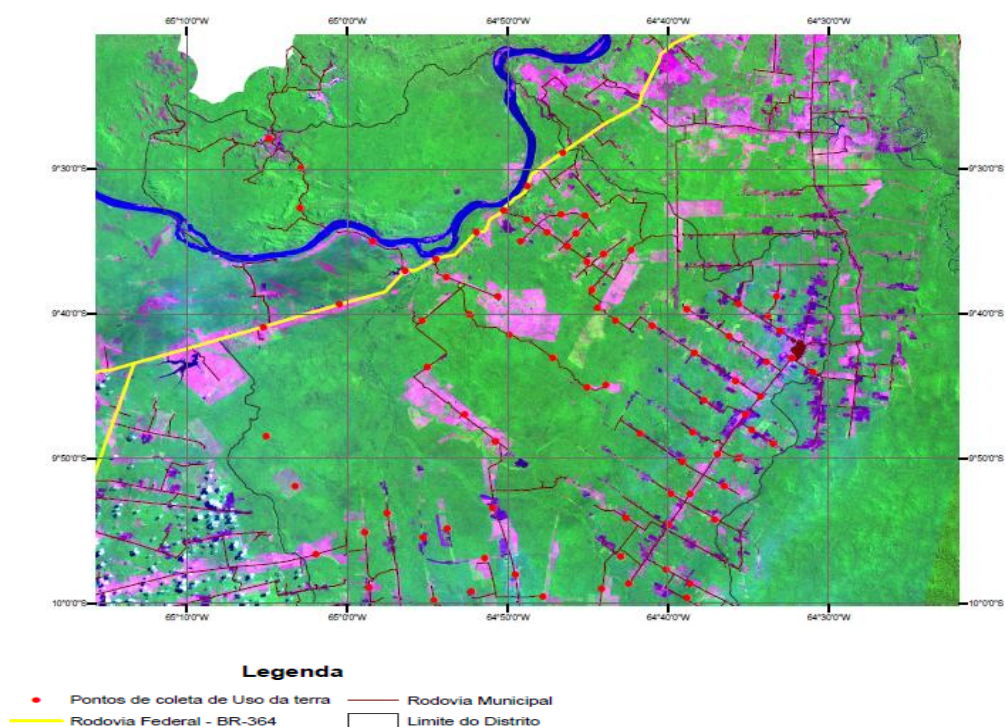 65°10'0"W 65°0'0"W 64°50'0"W 64°40'0"W 64°30'0"W
9°30'0"S 9°30'0"S
9°40'0"S 9°40'0"S
9°50'0"S 9°50'0"S
10°0'0"S 10°0'0"S
65°10'0"W 65°0'0"W 64°50'0"W 64°40'0"W 64°30'0"W
Legenda
Pontos de coleta de Uso da terra Rodovia Municipal
Rodovia Federal - BR-364 Limite do Distrito